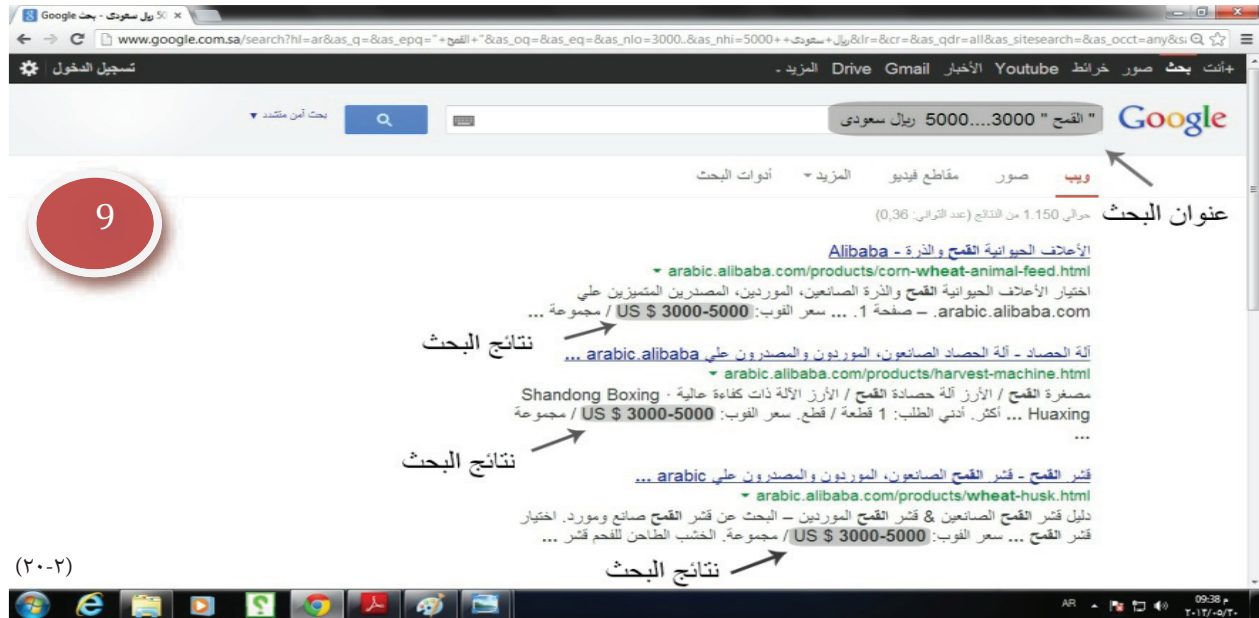 50 ريال سعودى - بحث Google
www.google.com.sa/search?hl=ar&as_q=&as_epq="+القمح+"&as_oq=&as_eq=&as_nlo=3000..&as_nhi=5000++ريال+سعودى&lr=&cr=&as_qdr=all&as_sitesearch=&as_occt=any&s
+أنت بحث صور خرائط Youtube الأخبار Drive Gmail المزيد
تسجيل الدخول
Google
" القمح " 3000....5000 ريال سعودى
بحث آمن متشدد
ويب صور مقاطع فيديو المزيد أدوات البحث
عنوان البحث
9
حوالي 1.150 من النتائج (عدد الثواني: 0,36)
الأعلاف الحيوانية القمح والذرة - Alibaba
arabic.alibaba.com/products/corn-wheat-animal-feed.html
اختيار الأعلاف الحيوانية القمح والذرة الصانعين، الموردين، المصدرين المتميزين علي
arabic.alibaba.com. – صفحة 1. ... سعر الفوب: US $ 3000-5000 / مجموعة ...
نتائج البحث
آلة الحصاد - آلة الحصاد الصانعون، الموردون والمصدرون علي arabic.alibaba ...
arabic.alibaba.com/products/harvest-machine.html
مصغرة القمح / الأرز آلة حصادة القمح / الأرز الآلة ذات كفاءة عالية · Shandong Boxing
Huaxing ... أكثر. أدني الطلب: 1 قطعة / قطع. سعر الفوب: US $ 3000-5000 / مجموعة
...
نتائج البحث
قشر القمح - قشر القمح الصانعون، الموردون والمصدرون علي arabic ...
arabic.alibaba.com/products/wheat-husk.html
دليل قشر القمح الصانعين & قشر القمح الموردين – البحث عن قشر القمح صانع ومورد. اختيار
قشر القمح ... سعر الفوب: US $ 3000-5000 / مجموعة. الخشب الطاحن للفحم قشر ...
نتائج البحث
(٢-٢٠)
AR
09:38 م
٢٠١٣/٠٥/٢٠